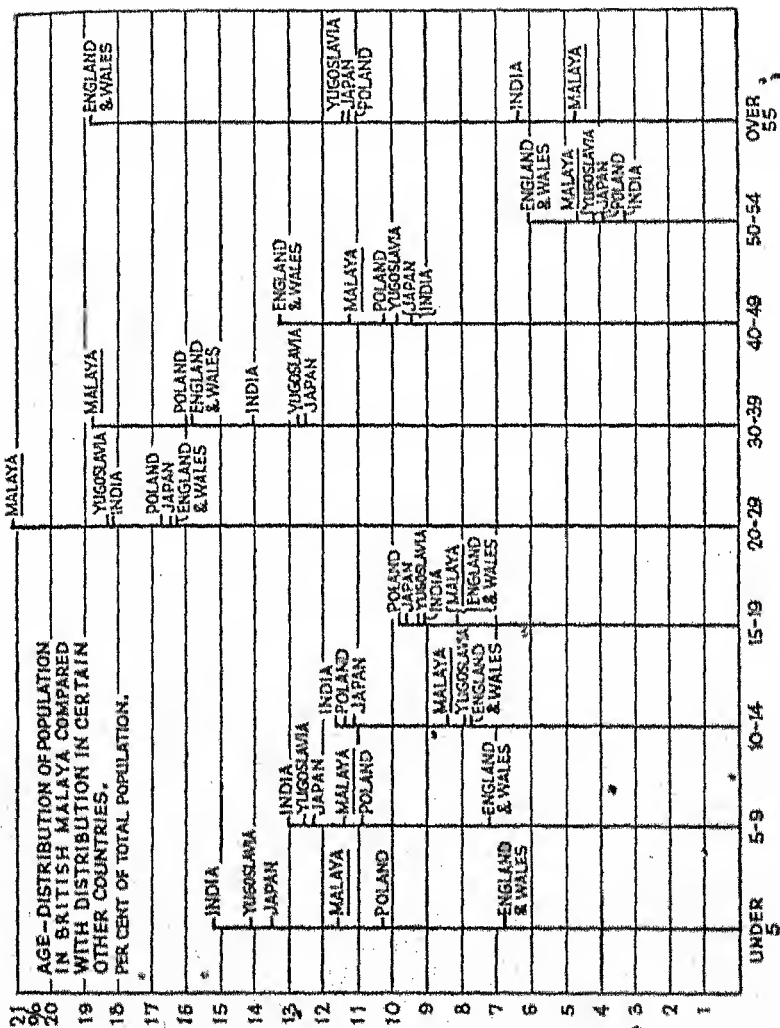 21
%
20
19
18
17
16
15
14
13
12
11
10
9
8
7
6
5
4
3
2
1
AGE-DISTRIBUTION OF POPULATION
IN BRITISH MALAYA COMPARED
WITH DISTRIBUTION IN CERTAIN
OTHER COUNTRIES.
PER CENT OF TOTAL POPULATION.
INDIA
YUGOSLAVIA
JAPAN
MALAYA
POLAND
ENGLAND
& WALES
UNDER
5
INDIA
YUGOSLAVIA
JAPAN
MALAYA
POLAND
ENGLAND
& WALES
5-9
INDIA
POLAND
JAPAN
MALAYA
YUGOSLAVIA
ENGLAND
& WALES
10-14
POLAND
JAPAN
YUGOSLAVIA
INDIA
MALAYA
ENGLAND
& WALES
15-19
MALAYA
YUGOSLAVIA
INDIA
POLAND
JAPAN
ENGLAND
& WALES
20-29
MALAYA
POLAND
ENGLAND
& WALES
INDIA
YUGOSLAVIA
JAPAN
30-39
ENGLAND
& WALES
MALAYA
POLAND
YUGOSLAVIA
JAPAN
INDIA
40-49
ENGLAND
& WALES
MALAYA
YUGOSLAVIA
JAPAN
POLAND
INDIA
50-54
ENGLAND
& WALES
YUGOSLAVIA
JAPAN
POLAND
INDIA
MALAYA
OVER
55